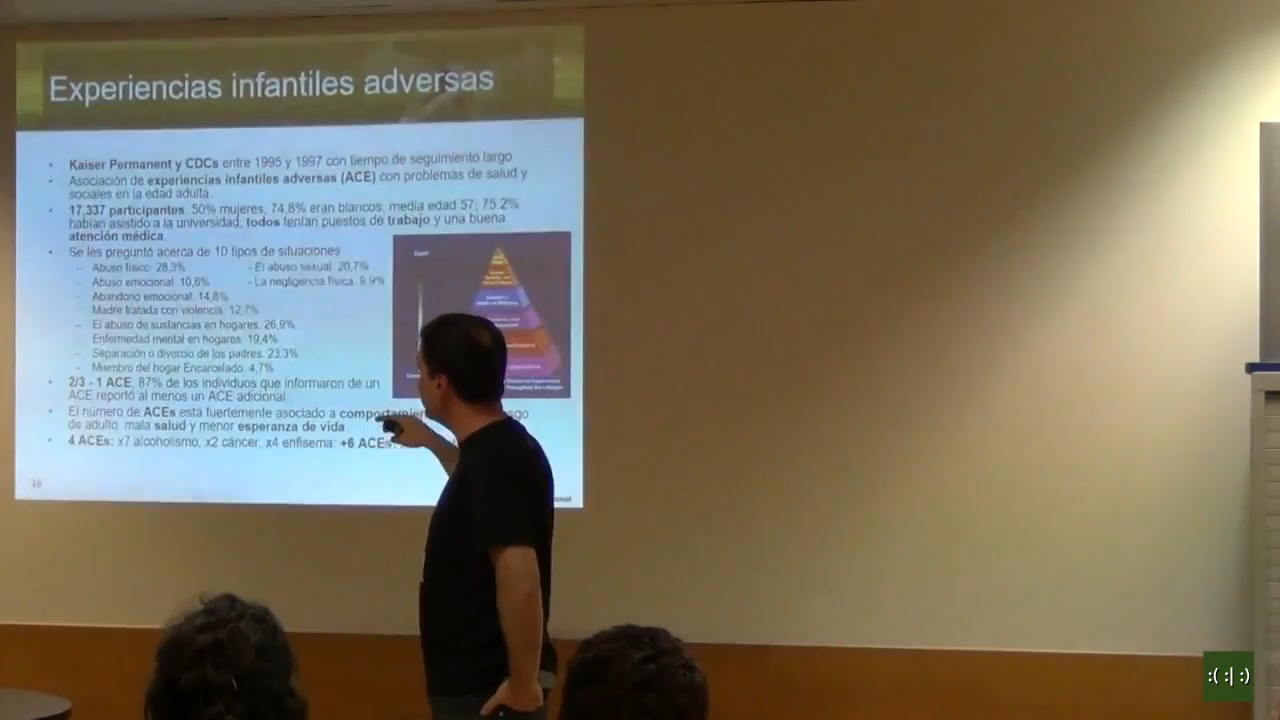 Experiencias infantiles adversas
Kaiser Permanent y CDCs entre 1995 y 1997 con tiempo de seguimiento largo
Asociación de experiencias infantiles adversas (ACE) con problemas de salud y
sociales en la edad adulta.
17,337 participantes. 50% mujeres, 74,8% eran blancos, media edad 57; 75,2%
habían asistido a la universidad, todos tenían puestos de trabajo y una buena
atención médica.
Se les preguntó acerca de 10 tipos de situaciones
– Abuso físico. 28,3% - El abuso sexual. 20,7%
– Abuso emocional. 10,6% - La negligencia física. 9.9%
– Abandono emocional. 14,8%
Madre tratada con violencia. 12,7%
– El abuso de sustancias en hogares. 26,9%
Enfermedad mental en hogares. 19,4%
– Separación o divorcio de los padres. 23,3%
– Miembro del hogar Encarcelado. 4,7%
2/3 - 1 ACE, 87% de los individuos que informaron de un
ACE reportó al menos un ACE adicional
El número de ACEs está fuertemente asociado a
de adulto, mala salud y menor esperanza de vida.
4 ACEs: x7 alcoholismo, x2 cáncer, x4 enfisema; +6 ACEs
16
:( :| :)